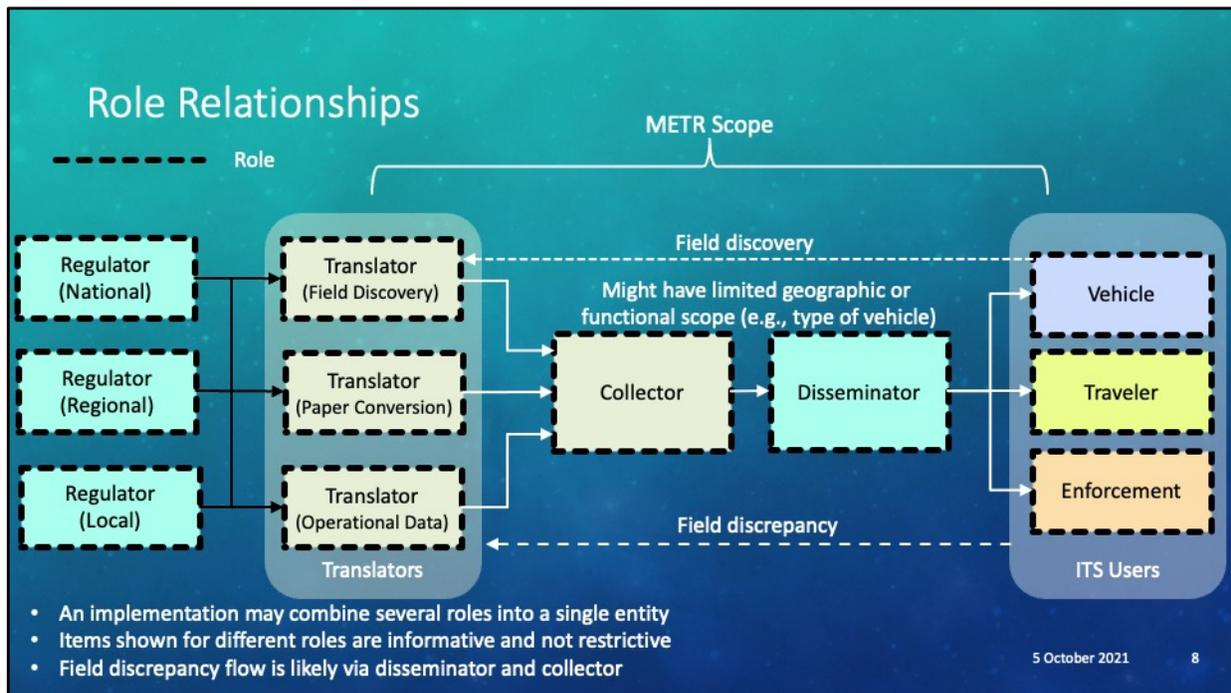 Role Relationships
Role
METR Scope
Regulator
(National)
Regulator
(Regional)
Regulator
(Local)
Translator
(Field Discovery)
Translator
(Paper Conversion)
Translator
(Operational Data)
Translators
Field discovery
Might have limited geographic or
functional scope (e.g., type of vehicle)
Collector
Disseminator
Field discrepancy
Vehicle
Traveler
Enforcement
ITS Users
• An implementation may combine several roles into a single entity
• Items shown for different roles are informative and not restrictive
• Field discrepancy flow is likely via disseminator and collector
5 October 2021 8